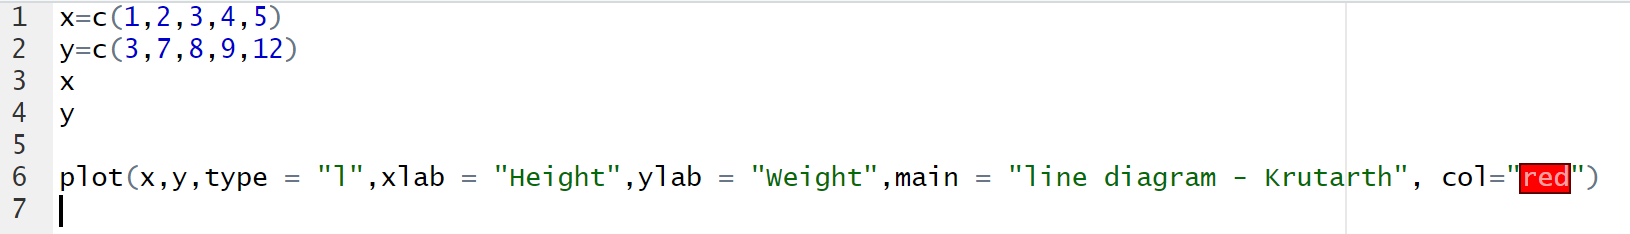 1 x=c(1,2,3,4,5)
2 y=c(3,7,8,9,12)
3 x
4 y
5
6 plot(x,y,type = "l",xlab = "Height",ylab = "Weight",main = "line diagram - Krutarth", col="red")
7